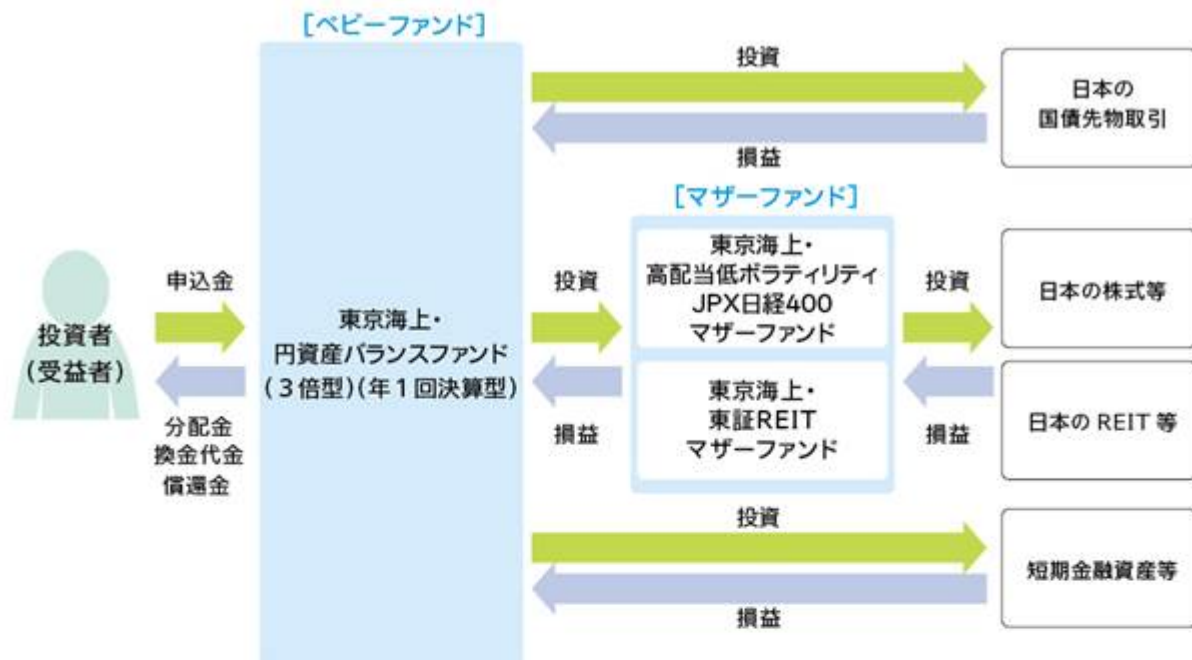 [ベビーファンド]
投資
日本の
国債先物取引
損益
[マザーファンド]
投資者
(受益者)
申込金
分配金
換金代金
償還金
東京海上・
円資産バランスファンド
(3倍型)(年1回決算型)
投資
損益
東京海上・
高配当低ボラティリティ
JPX日経400
マザーファンド
東京海上・
東証REIT
マザーファンド
投資
損益
日本の株式等
日本の REIT 等
投資
損益
短期金融資産等